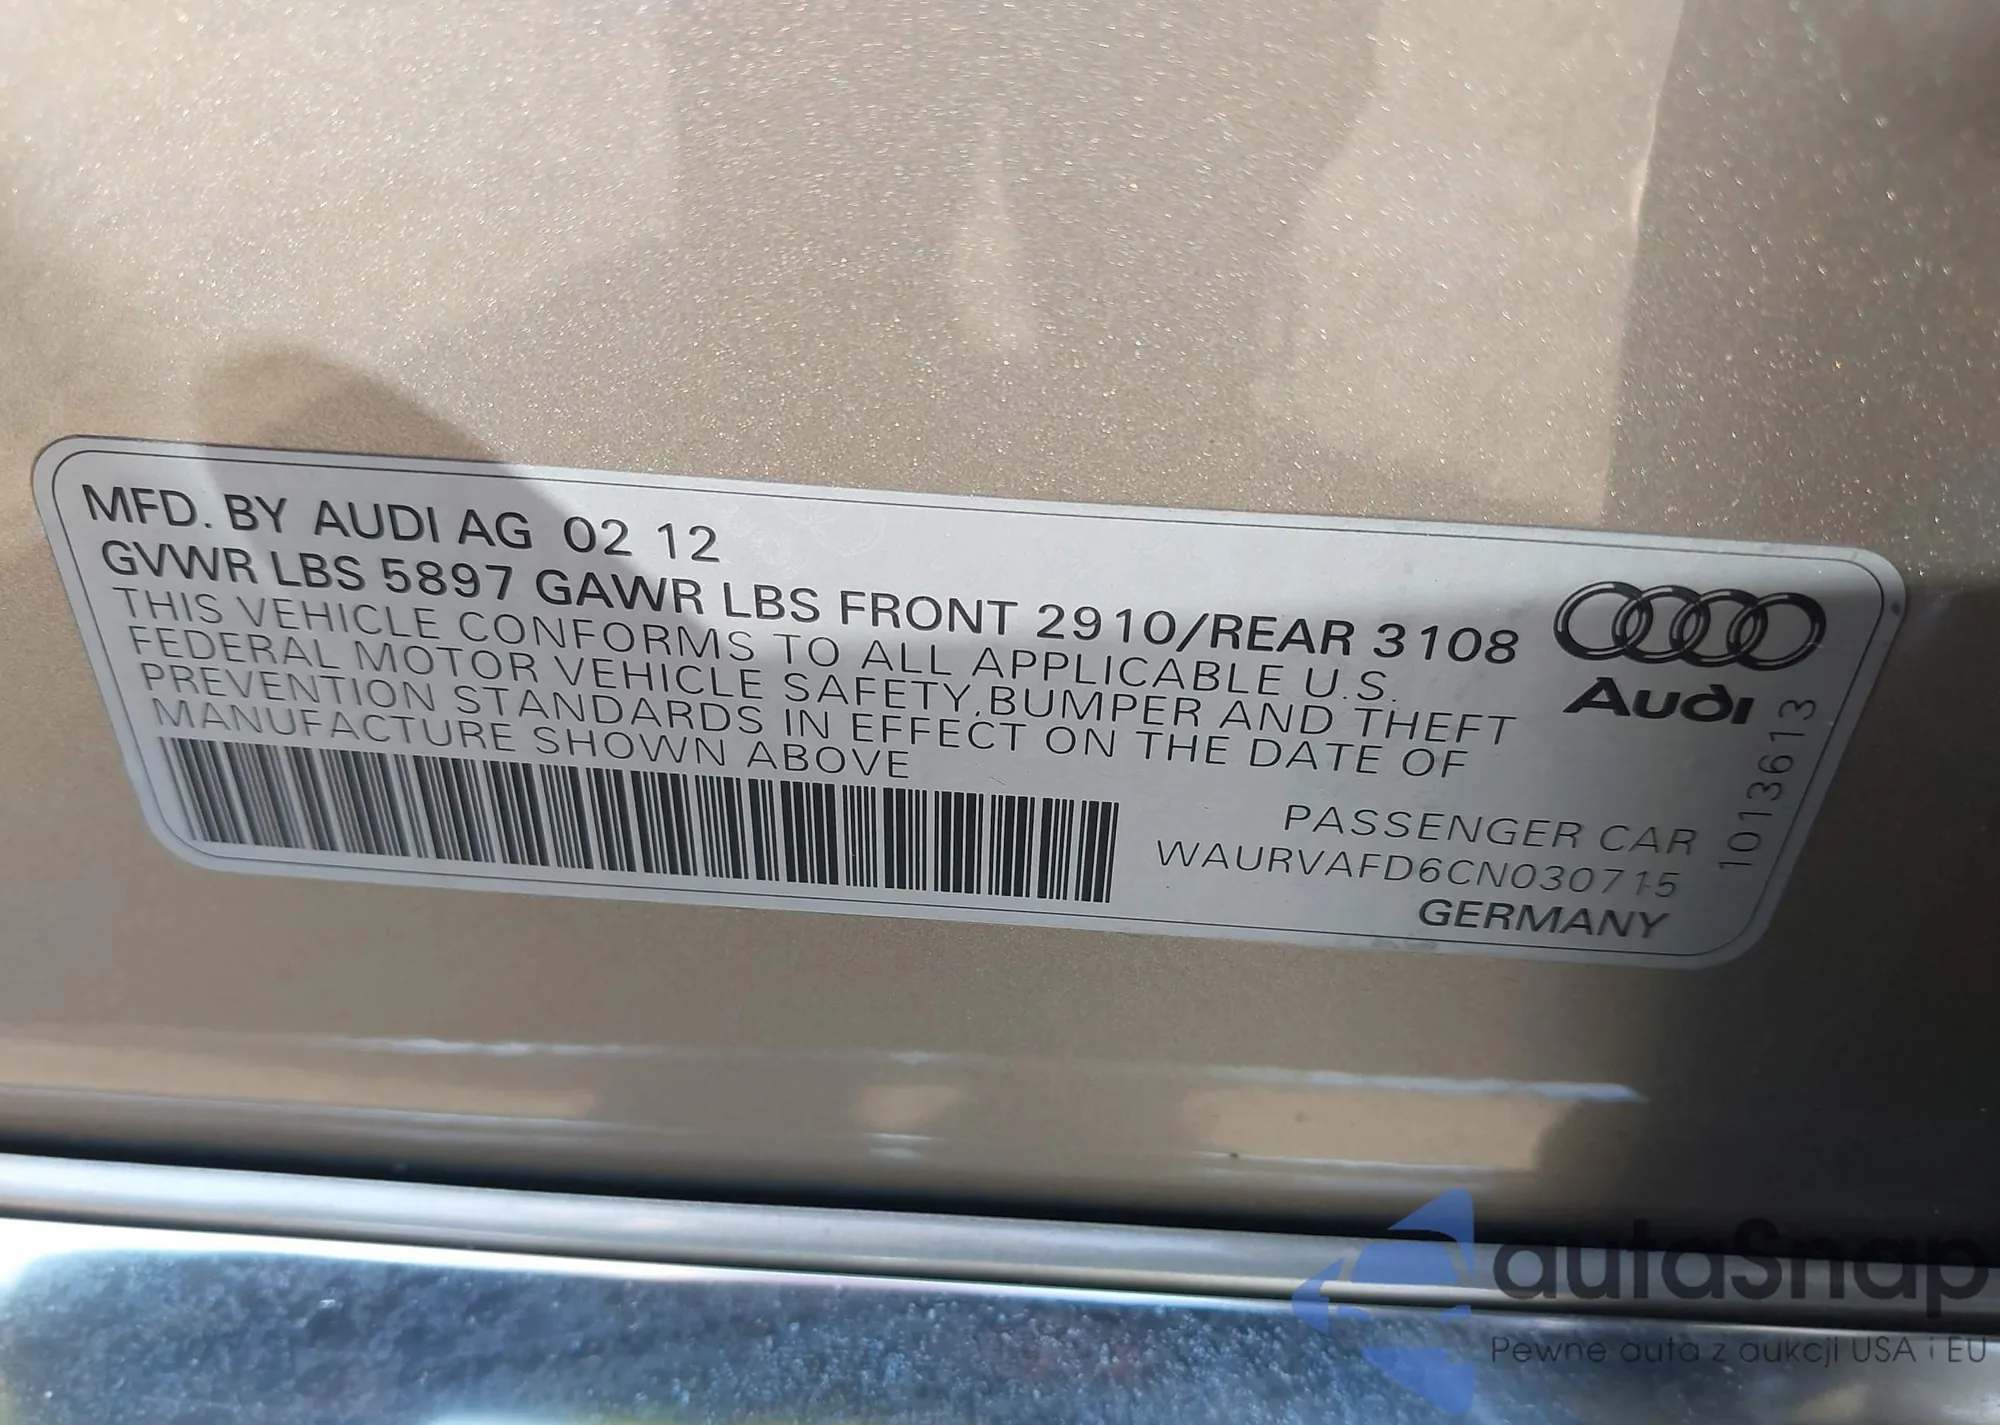 MFD. BY AUDI AG 02 12
GVWR LBS 5897 GAWR LBS FRONT 2910/REAR 3108
THIS VEHICLE CONFORMS TO ALL APPLICABLE U.S.
FEDERAL MOTOR VEHICLE SAFETY,BUMPER AND THEFT
PREVENTION STANDARDS IN EFFECT ON THE DATE OF
MANUFACTURE SHOWN ABOVE
Audi
1013613
PASSENGER CAR
WAURVAFD6CN030715
GERMANY
autaSnap
Pewne auta z aukcji USA i EU